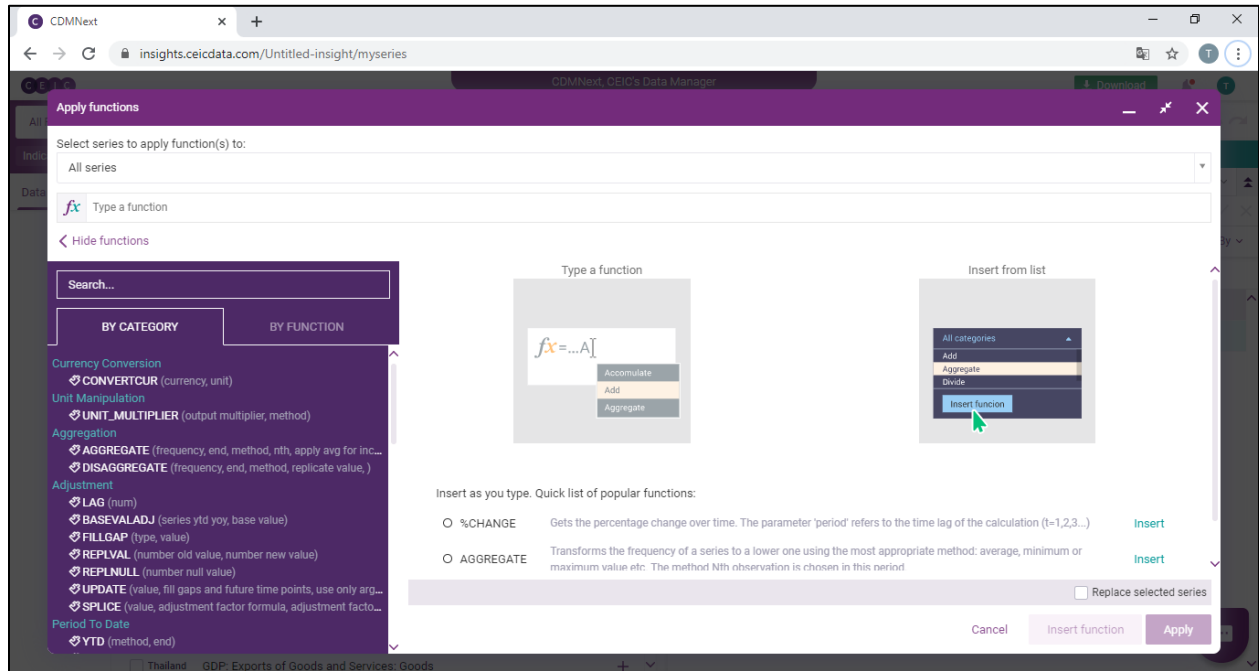 CDMNext
insights.ceicdata.com/Untitled-insight/myseries
T
CEIC
CDMNext, CEIC's Data Manager
Download
T
Apply functions
All
Indic
Data
By
Select series to apply function(s) to:
All series
fx Type a function
Hide functions
Search...
BY CATEGORY BY FUNCTION
Currency Conversion
CONVERTCUR (currency, unit)
Unit Manipulation
UNIT_MULTIPLIER (output multiplier, method)
Aggregation
AGGREGATE (frequency, end, method, nth, apply avg for inc...
DISAGGREGATE (frequency, end, method, replicate value, )
Adjustment
LAG (num)
BASEVALADJ (series ytd yoy, base value)
FILLGAP (type, value)
REPLVAL (number old value, number new value)
REPLNULL (number null value)
UPDATE (value, fill gaps and future time points, use only arg...
SPLICE (value, adjustment factor formula, adjustment facto...
Period To Date
YTD (method, end)
Type a function
fx=...A
Accomulate
Add
Aggregate
Insert from list
All categories
Add
Aggregate
Divide
Insert funcion
Insert as you type. Quick list of popular functions:
%CHANGE Gets the percentage change over time. The parameter 'period' refers to the time lag of the calculation (t=1,2,3...) Insert
AGGREGATE Transforms the frequency of a series to a lower one using the most appropriate method: average, minimum or
maximum value etc. The method Nth observation is chosen in this period Insert
Replace selected series
Cancel Insert function Apply
Thailand GDP: Exports of Goods and Services: Goods